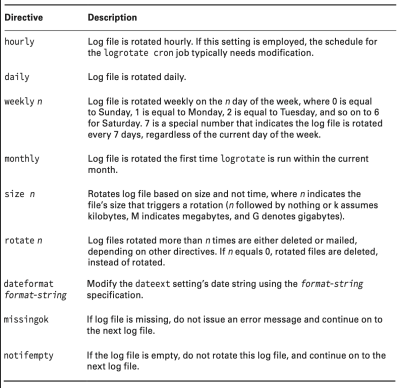 Directive Description
hourly Log file is rotated hourly. If this setting is employed, the schedule for
the logrotate cron job typically needs modification.
daily Log file is rotated daily.
weekly n Log file is rotated weekly on the n day of the week, where 0 is equal
to Sunday, 1 is equal to Monday, 2 is equal to Tuesday, and so on to 6
for Saturday. 7 is a special number that indicates the log file is rotated
every 7 days, regardless of the current day of the week.
monthly Log file is rotated the first time logrotate is run within the current
month.
size n Rotates log file based on size and not time, where n indicates the
file's size that triggers a rotation (n followed by nothing or k assumes
kilobytes, M indicates megabytes, and G denotes gigabytes).
rotate n Log files rotated more than n times are either deleted or mailed,
depending on other directives. If n equals 0, rotated files are deleted,
instead of rotated.
dateformat Modify the dateext setting's date string using the format-string
format-string specification.
missingok If log file is missing, do not issue an error message and continue on to
the next log file.
notifempty If the log file is empty, do not rotate this log file, and continue on to the
next log file.